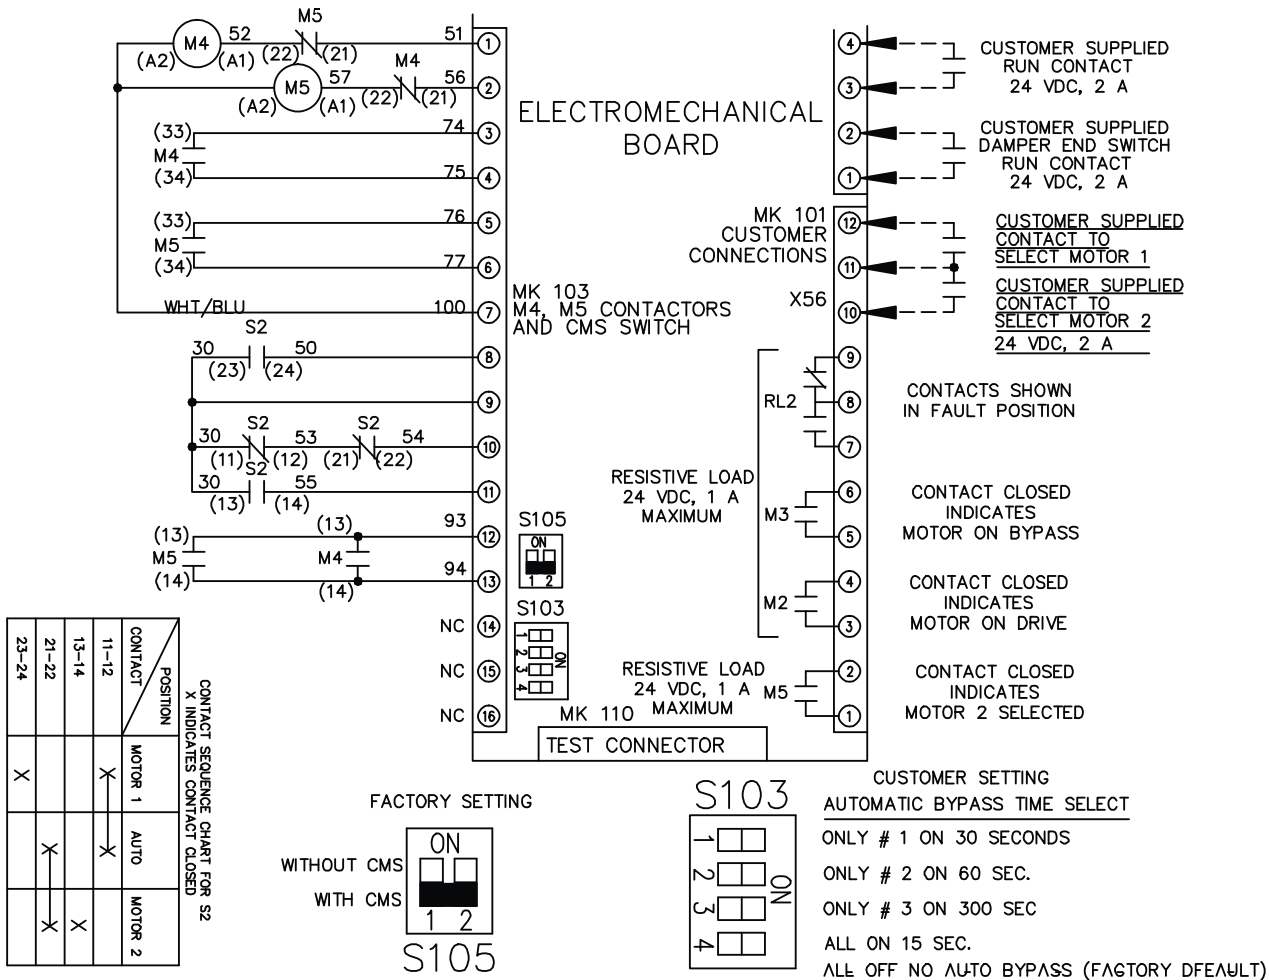 M5
M4
52
51
1
(A2)
(A1)
(22)
(21)
M5
57
M4
56
2
(A2)
(A1)
(22)
(21)
(33)
74
3
M4
(34)
75
4
(33)
76
5
M5
(34)
77
6
WHT/BLU
100
7
S2
30
50
8
(23)
(24)
9
S2
S2
30
53
54
10
(11)
(12)
(21)
(22)
S2
30
55
11
(13)
(14)
(13)
(13)
93
12
M5
M4
(14)
(14)
94
13
NC
14
NC
15
NC
16
ELECTROMECHANICAL
BOARD
MK 103
M4, M5 CONTACTORS
AND CMS SWITCH
S105
ON
1 2
S103
1
2
3
4
ON
MK 110
TEST CONNECTOR
4
3
2
1
CUSTOMER SUPPLIED
RUN CONTACT
24 VDC, 2 A
CUSTOMER SUPPLIED
DAMPER END SWITCH
RUN CONTACT
24 VDC, 2 A
MK 101
CUSTOMER
CONNECTIONS
X56
12
11
10
CUSTOMER SUPPLIED
CONTACT TO
SELECT MOTOR 1
CUSTOMER SUPPLIED
CONTACT TO
SELECT MOTOR 2
24 VDC, 2 A
RL2
9
8
7
CONTACTS SHOWN
IN FAULT POSITION
RESISTIVE LOAD
24 VDC, 1 A
MAXIMUM
M3
6
5
CONTACT CLOSED
INDICATES
MOTOR ON BYPASS
M2
4
3
CONTACT CLOSED
INDICATES
MOTOR ON DRIVE
RESISTIVE LOAD
24 VDC, 1 A
MAXIMUM
M5
2
1
CONTACT CLOSED
INDICATES
MOTOR 2 SELECTED
CONTACT SEQUENCE CHART FOR S2
X INDICATES CONTACT CLOSED
POSITION
CONTACT
MOTOR 1
AUTO
MOTOR 2
11-12
X
X
13-14
X
21-22
X
X
23-24
X
FACTORY SETTING
WITHOUT CMS
WITH CMS
ON
1 2
S105
S103
1
2
3
4
ON
CUSTOMER SETTING
AUTOMATIC BYPASS TIME SELECT
ONLY # 1 ON 30 SECONDS
ONLY # 2 ON 60 SEC.
ONLY # 3 ON 300 SEC
ALL ON 15 SEC.
ALL OFF NO AUTO BYPASS (FACTORY DFEAULT)